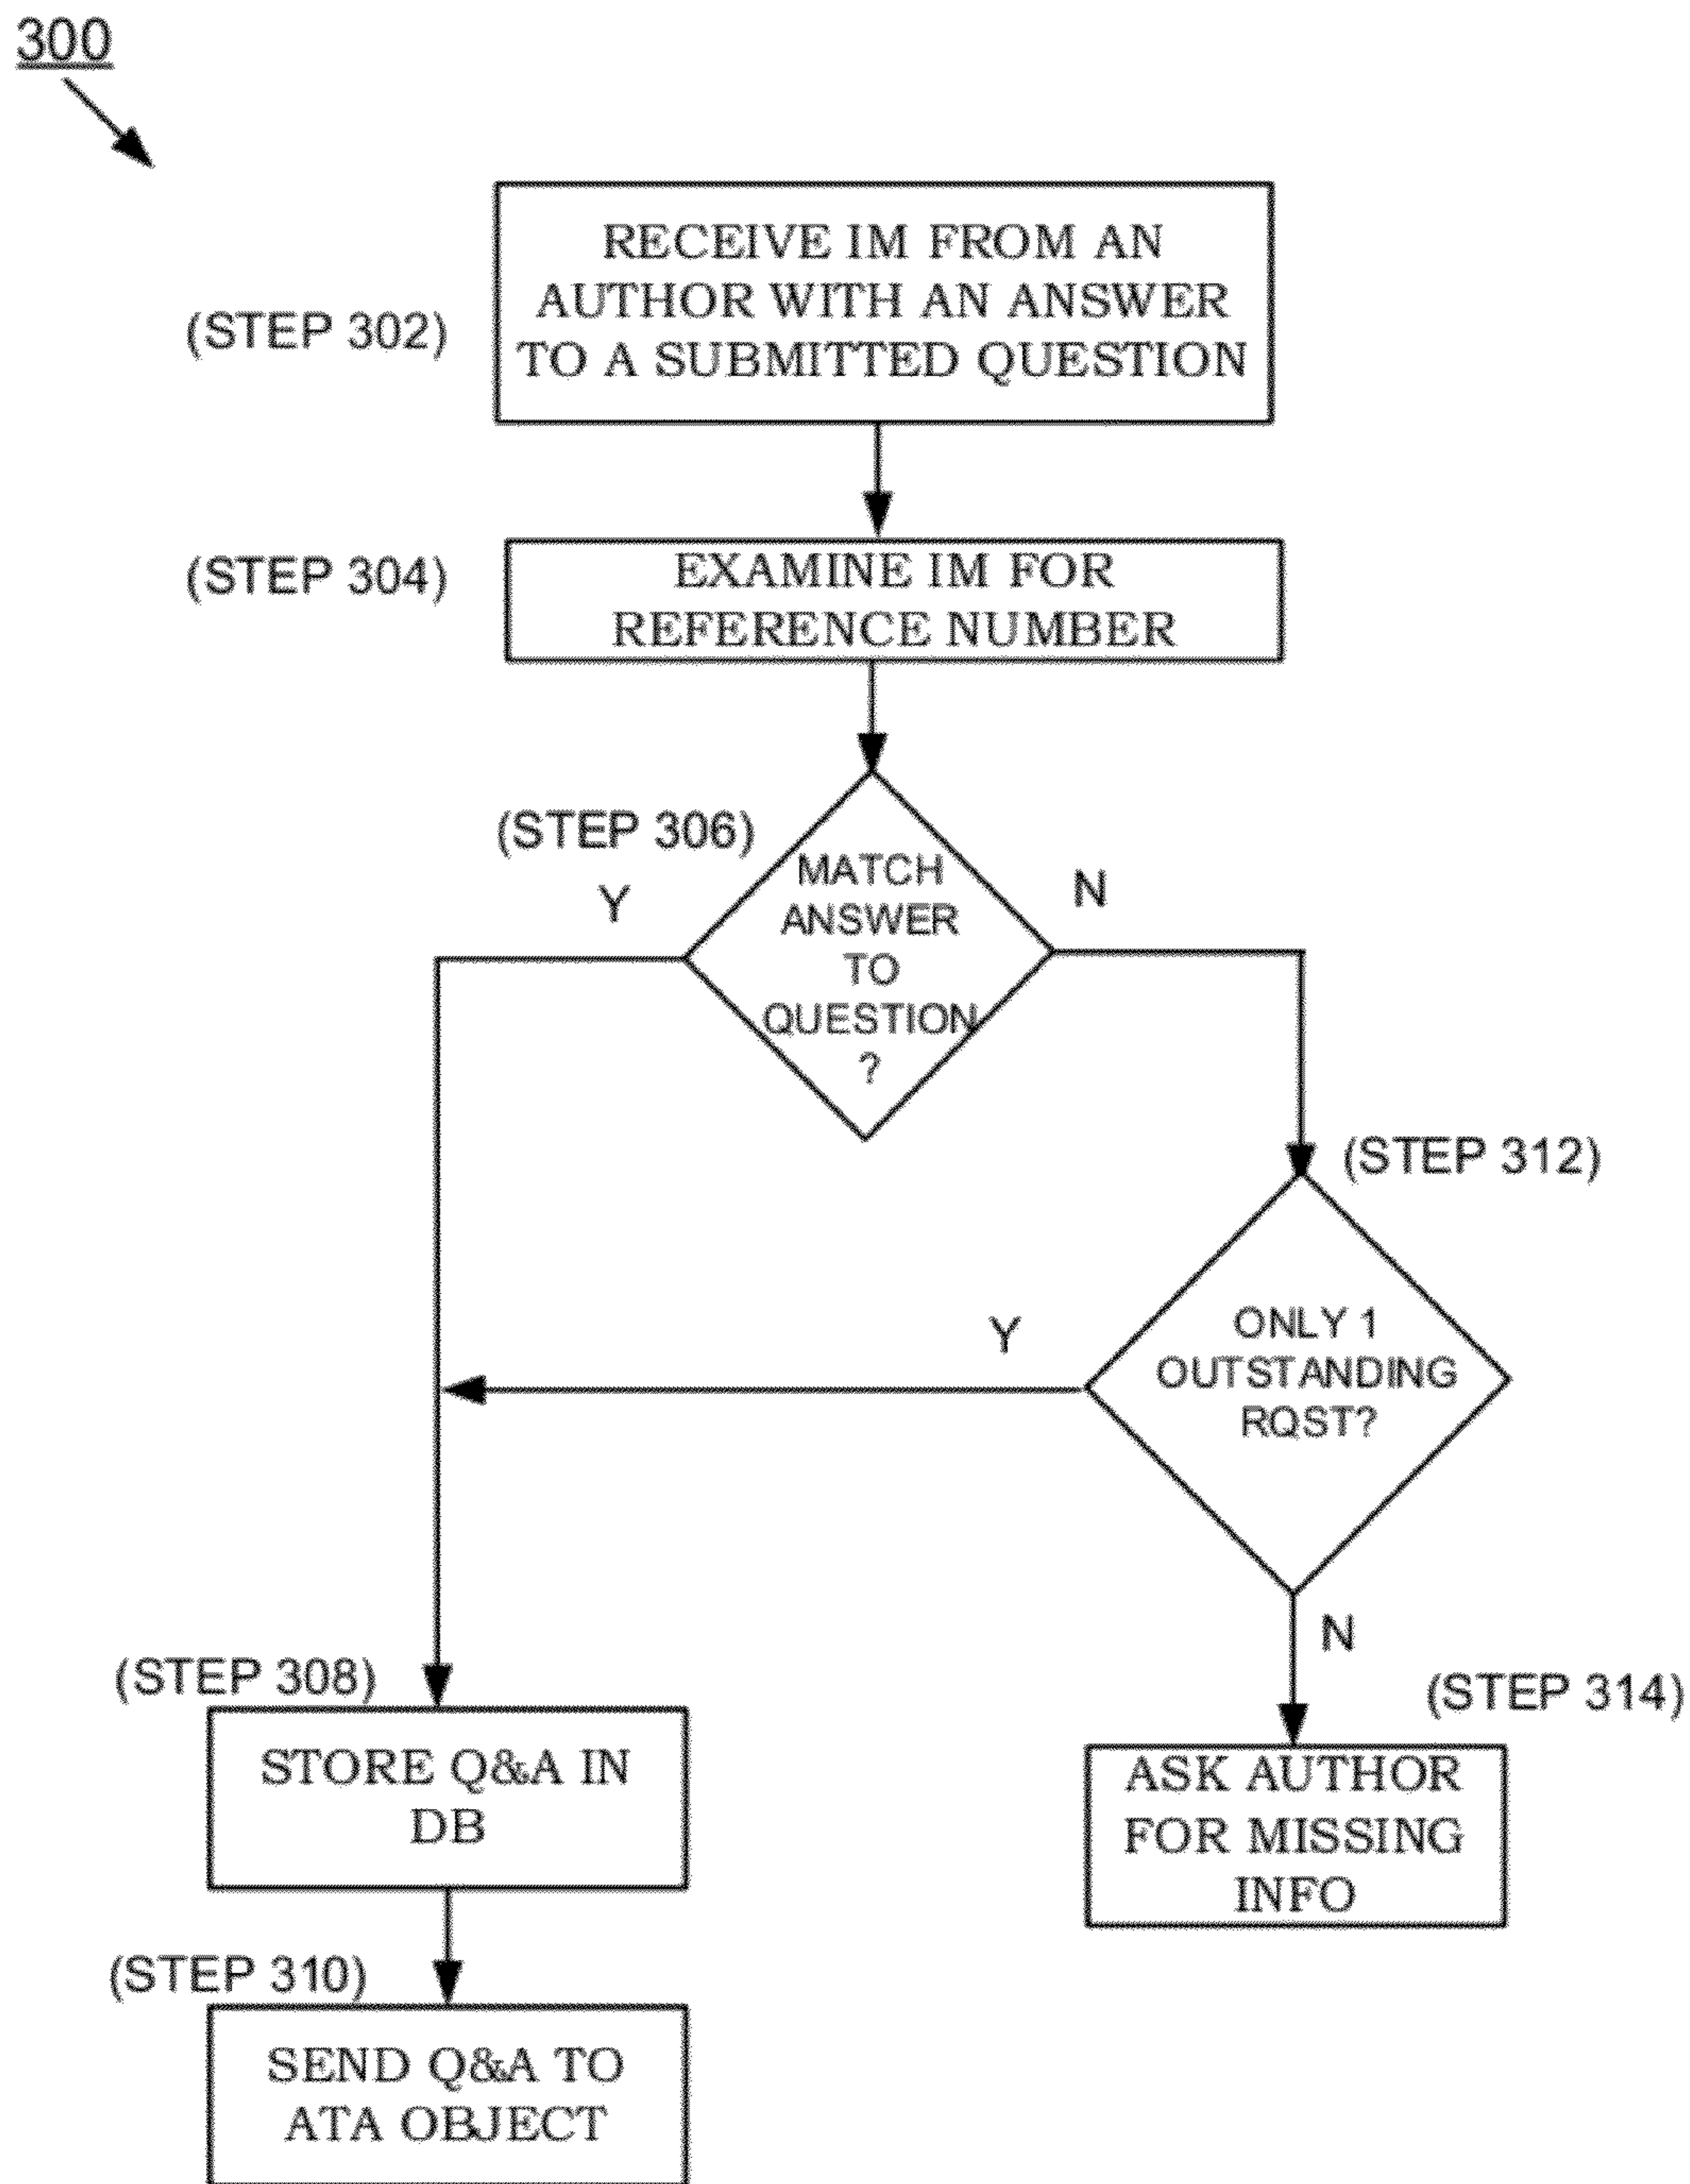 300
RECEIVE IM FROM AN
AUTHOR WITH AN ANSWER
TO A SUBMITTED QUESTION
(STEP 302)
(STEP 304)
EXAMINE IM FOR
REFERENCE NUMBER
(STEP 306)
Y
N
MATCH
ANSWER
TO
QUESTION
?
(STEP 312)
Y
ONLY 1
OUTSTANDING
RQST?
N
(STEP 308)
(STEP 314)
STORE Q&A IN
DB
ASK AUTHOR
FOR MISSING
INFO
(STEP 310)
SEND Q&A TO
ATA OBJECT